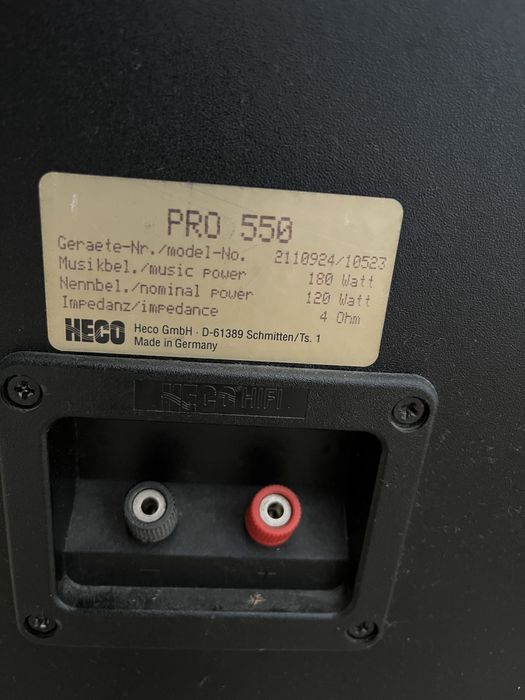 PRO 550
Geraete-Nr./model-No. 2110924/10523
Musikbel./music power 180 Watt
Nennbel./nominal power 120 Watt
Impedanz/impedance 4 Ohm
HECO Heco GmbH · D-61389 Schmitten/Ts. 1
Made in Germany
HECO HIFI
- +